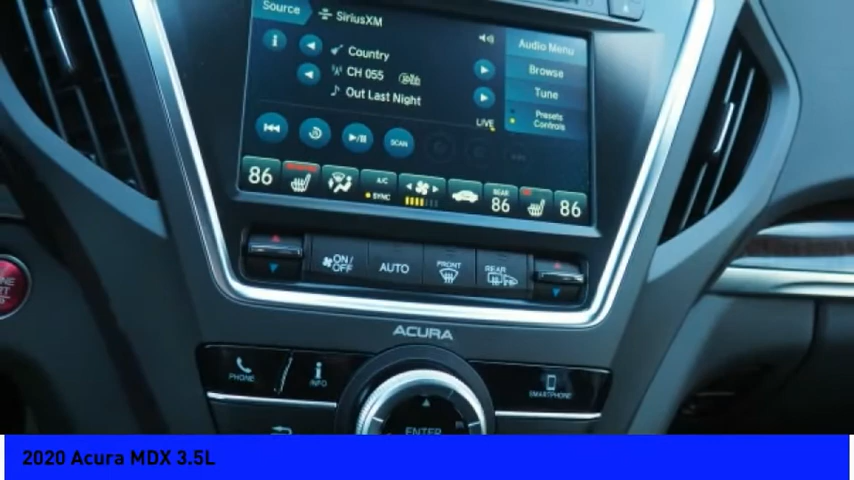 Source SiriusXM
Audio Menu
i Country
Browse
CH 055
Tune
Out Last Night
Presets
Controls
LIVE
SCAN
86 A/C SYNC REAR 86 86
ON/OFF AUTO FRONT REAR
ACURA
PHONE i INFO SMARTPHONE
ENTER
2020 Acura MDX 3.5L